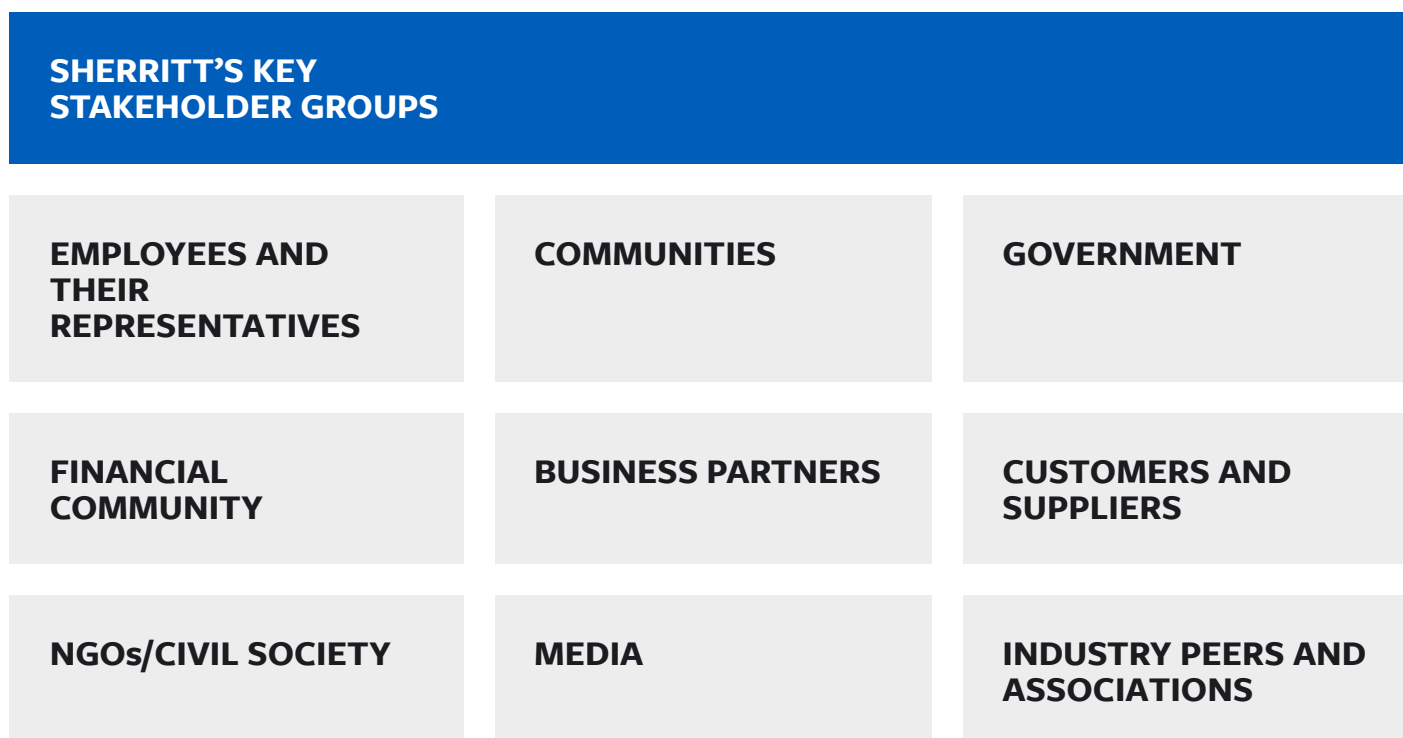 SHERRITT’S KEY
STAKEHOLDER GROUPS
EMPLOYEES AND
THEIR
REPRESENTATIVES
COMMUNITIES
GOVERNMENT
FINANCIAL
COMMUNITY
BUSINESS PARTNERS
CUSTOMERS AND
SUPPLIERS
NGOs/CIVIL SOCIETY
MEDIA
INDUSTRY PEERS AND
ASSOCIATIONS